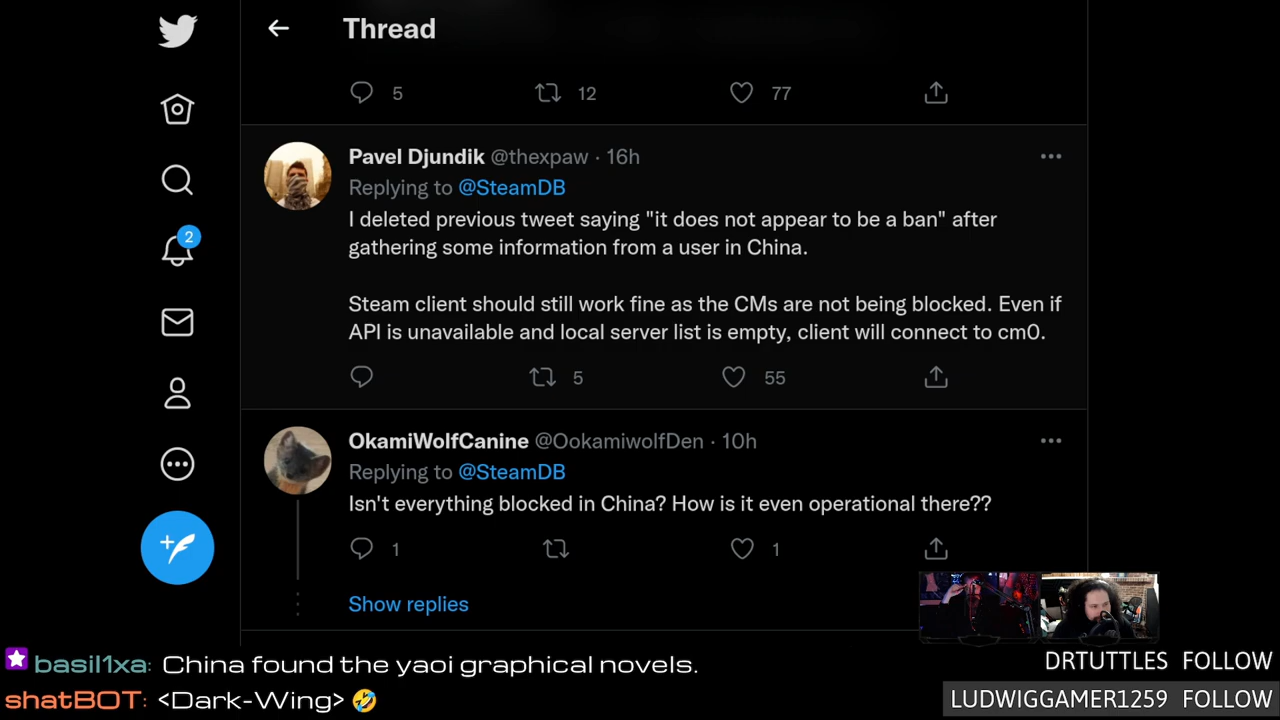 Thread
5 12 77
Pavel Djundik @thexpaw · 16h
Replying to @SteamDB
I deleted previous tweet saying "it does not appear to be a ban" after
gathering some information from a user in China.
Steam client should still work fine as the CMs are not being blocked. Even if
API is unavailable and local server list is empty, client will connect to cm0.
2
5 55
OkamiWolfCanine @OokamiwolfDen · 10h
Replying to @SteamDB
Isn't everything blocked in China? How is it even operational there??
1 1
Show replies
basil1xa: China found the yaoi graphical novels.
shatBOT: <Dark-Wing> 🤣
DRTUTTLES FOLLOW
LUDWIGGAMER1259 FOLLOW